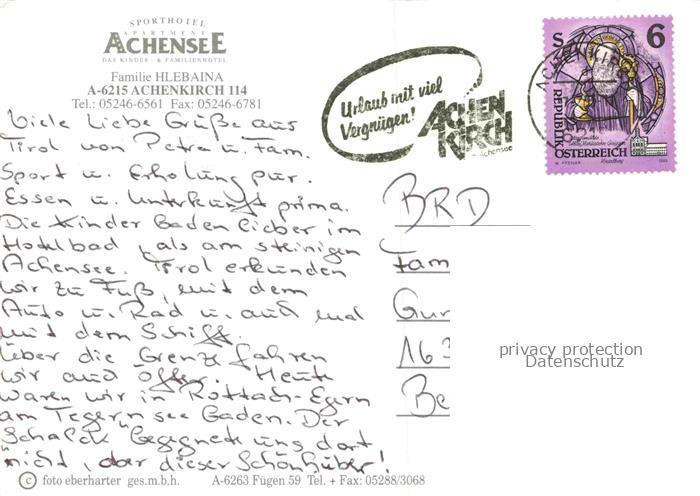 SPORTHOTEL
APARTMENT
ACHENSEE
DAS KINDER- & FAMILIENHOTEL
Familie HLEBAINA
A-6215 ACHENKIRCH 114
Tel.: 05246-6561 Fax: 05246-6781
Viele liebe Grüße aus
Tirol von Petra u. Fam.
Sport u. Erholung pur.
Essen u. Unterkunft prima.
Die Kinder baden lieber im
Hotelbad, als am steinigen
Achensee. Tirol erkunden
wir zu Fuß, mit dem
Auto u. Rad u. auch mal
mit dem Schiff.
Über die Grenze fahren
wir auch öfter. Heute
waren wir in Rottach-Egern
am Tegernsee baden. Der
"Schalck" begegnete uns dort
nicht, aber dieser Schönhuber!
c foto eberharter ges.m.b.h. A-6263 Fügen 59 Tel. + Fax: 05288/3068
Urlaub mit viel
Vergnügen!
ACHEN
KIRCH
achensee
S 6
REPUBLIK
ÖSTERREICH
BRD
Fam
Gur
163
Be
privacy protection
Datenschutz